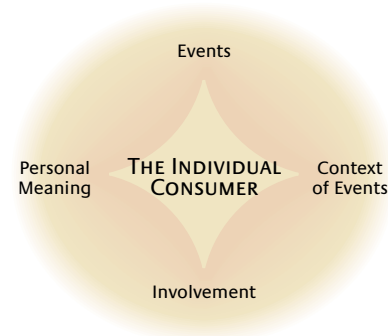 Events
Personal
Meaning
THE INDIVIDUAL
CONSUMER
Context
of Events
Involvement